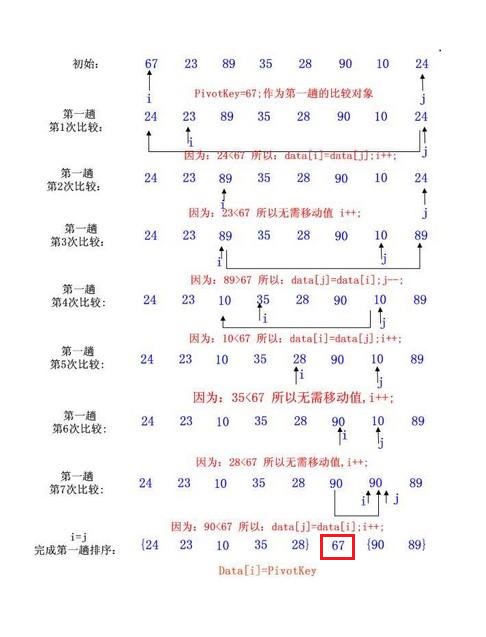 初始： 67 23 89 35 28 90 10 24
i PivotKey=67;作为第一趟的比较对象 j
第一趟
第1次比较： 24 23 89 35 28 90 10 24
i j
因为：24<67 所以：data[i]=data[j];i++;
第一趟
第2次比较： 24 23 89 35 28 90 10 24
i j
因为：23<67 所以无需移动值 i++;
第一趟
第3次比较： 24 23 89 35 28 90 10 89
i j
因为：89>67 所以：data[j]=data[i];j--;
第一趟
第4次比较： 24 23 10 35 28 90 10 89
i j
因为：10<67 所以：data[i]=data[j];i++;
第一趟
第5次比较： 24 23 10 35 28 90 10 89
i j
因为：35<67 所以无需移动值,i++;
第一趟
第6次比较： 24 23 10 35 28 90 10 89
i j
因为：28<67 所以无需移动值,i++;
第一趟
第7次比较： 24 23 10 35 28 90 90 89
i j
因为：90<67 所以：data[j]=data[i];i++;
i=j
完成第一趟排序： {24 23 10 35 28} 67 {90 89}
Data[i]=PivotKey